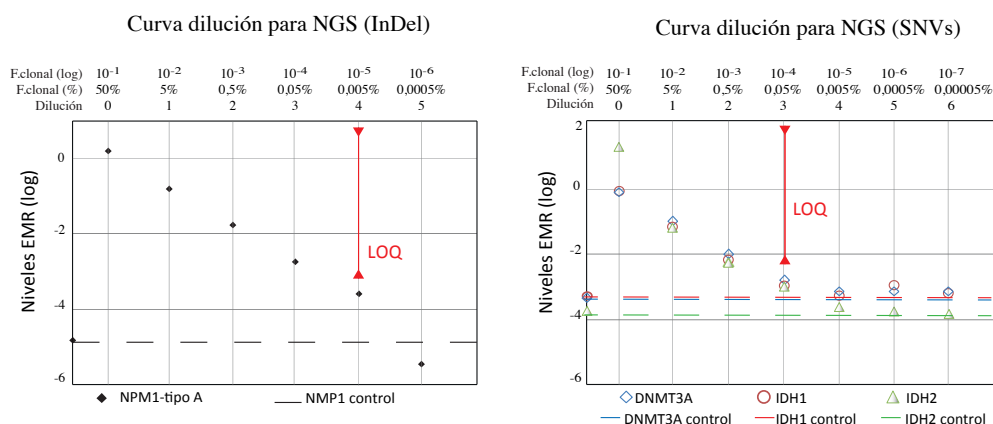 Curva dilución para NGS (InDel)
F.clonal (log) 10⁻¹ 10⁻² 10⁻³ 10⁻⁴ 10⁻⁵ 10⁻⁶
F.clonal (%) 50% 5% 0,5% 0,05% 0,005% 0,0005%
Dilución 0 1 2 3 4 5
Niveles EMR (log)
0
-2
-4
-6
LOQ
NPM1-tipo A NMP1 control
Curva dilución para NGS (SNVs)
F.clonal (log) 10⁻¹ 10⁻² 10⁻³ 10⁻⁴ 10⁻⁵ 10⁻⁶ 10⁻⁷
F.clonal (%) 50% 5% 0,5% 0,05% 0,005% 0,0005% 0,00005%
Dilución 0 1 2 3 4 5 6
Niveles EMR (log)
2
0
-2
-4
-6
LOQ
DNMT3A IDH1 IDH2
DNMT3A control IDH1 control IDH2 control